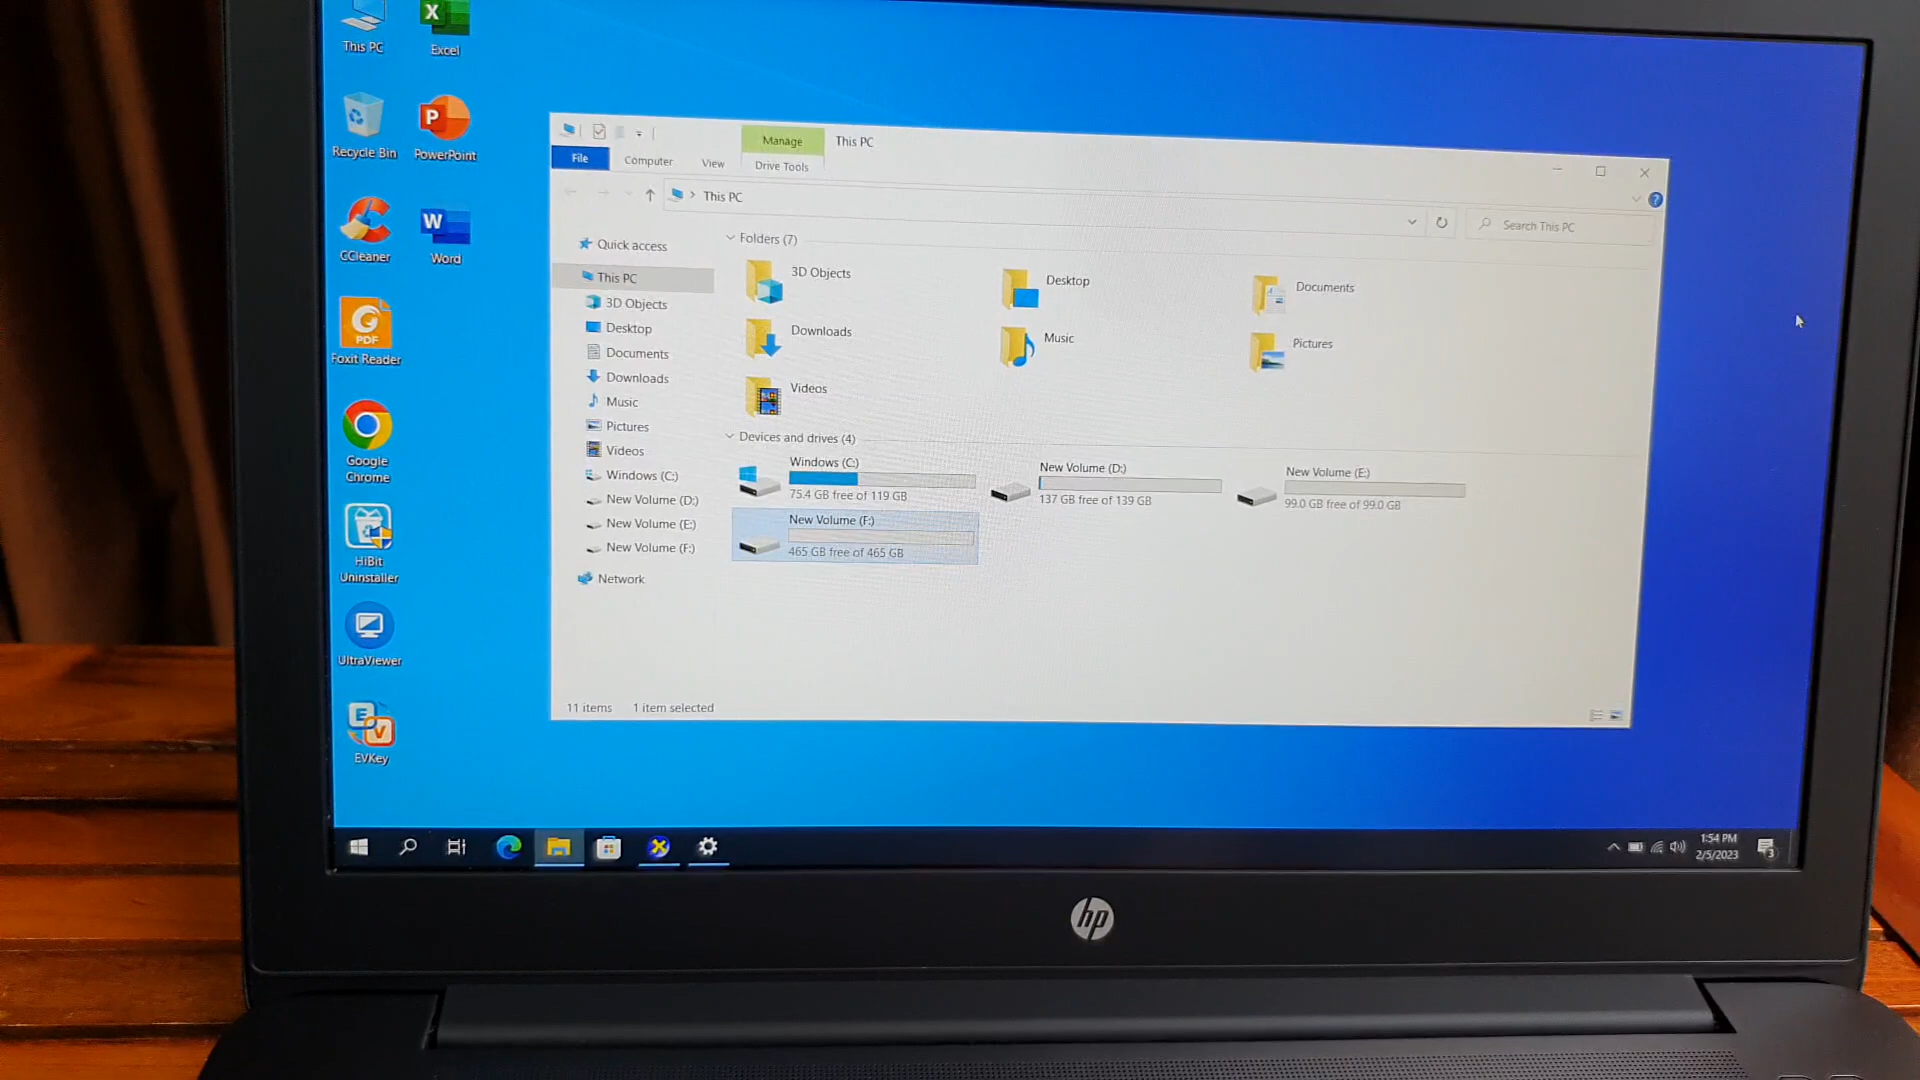 This PC
Excel
Recycle Bin
PowerPoint
CCleaner
Word
PDF
Foxit Reader
Google
Chrome
HiBit
Uninstaller
UltraViewer
EVKey
Manage
This PC
File
Computer
View
Drive Tools
This PC
Search This PC
Quick access
This PC
3D Objects
Desktop
Documents
Downloads
Music
Pictures
Videos
Windows (C:)
New Volume (D:)
New Volume (E:)
New Volume (F:)
Network
Folders (7)
3D Objects
Desktop
Documents
Downloads
Music
Pictures
Videos
Devices and drives (4)
Windows (C:)
75.4 GB free of 119 GB
New Volume (D:)
137 GB free of 139 GB
New Volume (E:)
99.0 GB free of 99.0 GB
New Volume (F:)
465 GB free of 465 GB
11 items
1 item selected
1:54 PM
2/5/2023
3
hp